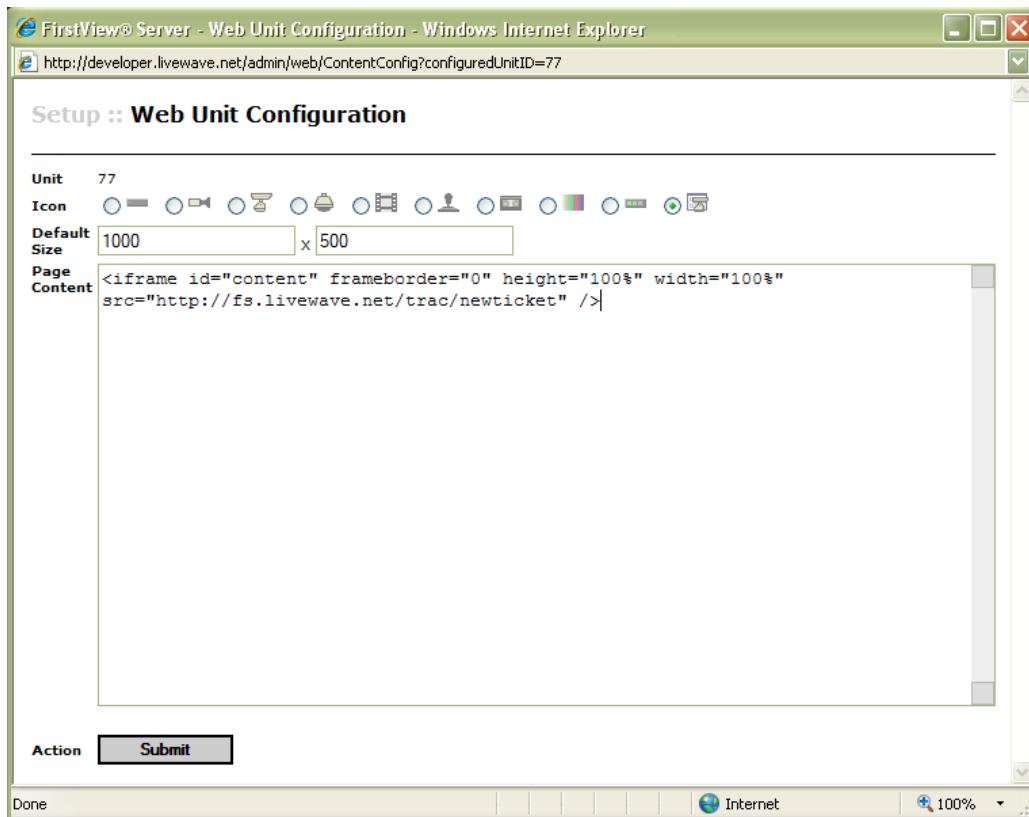 FirstView® Server - Web Unit Configuration - Windows Internet Explorer
http://developer.livewave.net/admin/web/ContentConfig?configuredUnitID=77
Setup :: Web Unit Configuration
Unit 77
Icon
Default Size 1000 x 500
Page Content
<iframe id="content" frameborder="0" height="100%" width="100%"
src="http://fs.livewave.net/trac/newticket" />
Action Submit
Done Internet 100%